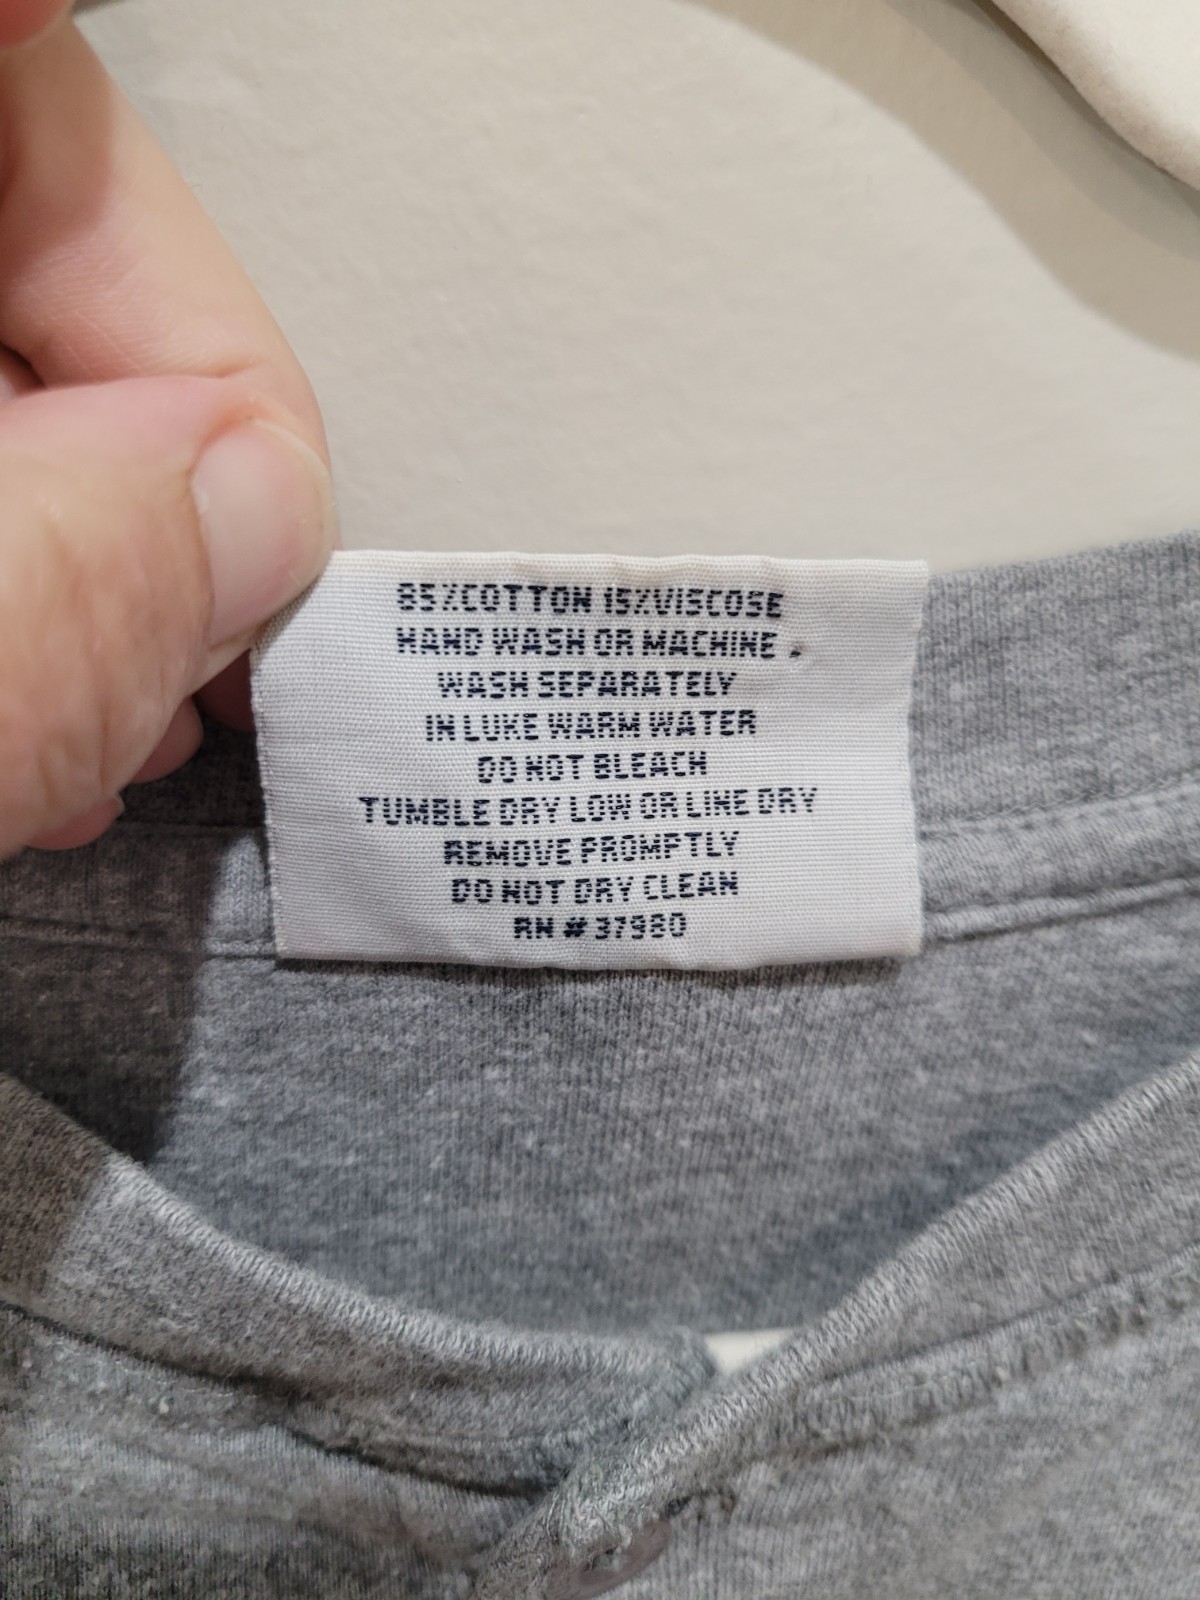 85%COTTON 15%VISCOSE
HAND WASH OR MACHINE,
WASH SEPARATELY
IN LUKE WARM WATER
DO NOT BLEACH
TUMBLE DRY LOW OR LINE DRY
REMOVE PROMPTLY
DO NOT DRY CLEAN
RN # 37980